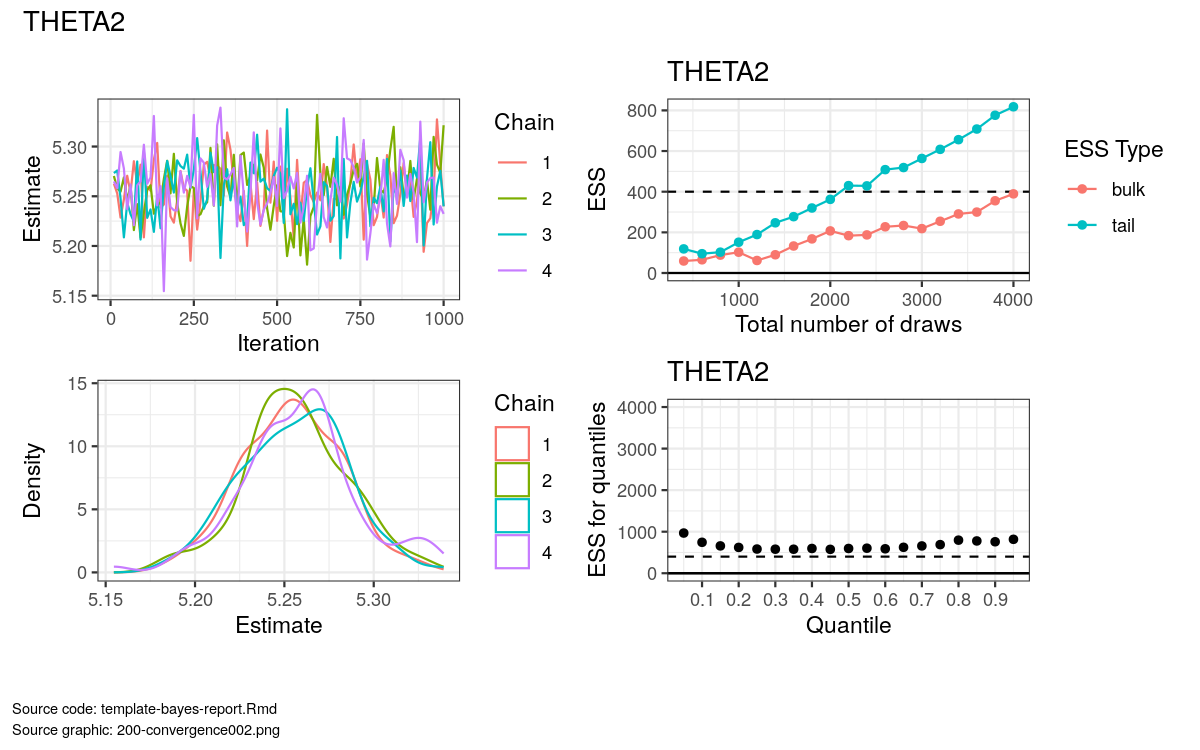 THETA2
Estimate
5.30
5.25
5.20
5.15
0 250 500 750 1000
Iteration
Chain
1
2
3
4
THETA2
ESS
800
600
400
200
0
1000 2000 3000 4000
Total number of draws
ESS Type
bulk
tail
Density
15
10
5
0
5.15 5.20 5.25 5.30
Estimate
Chain
1
2
3
4
THETA2
ESS for quantiles
4000
3000
2000
1000
0
0.1 0.2 0.3 0.4 0.5 0.6 0.7 0.8 0.9
Quantile
Source code: template-bayes-report.Rmd
Source graphic: 200-convergence002.png